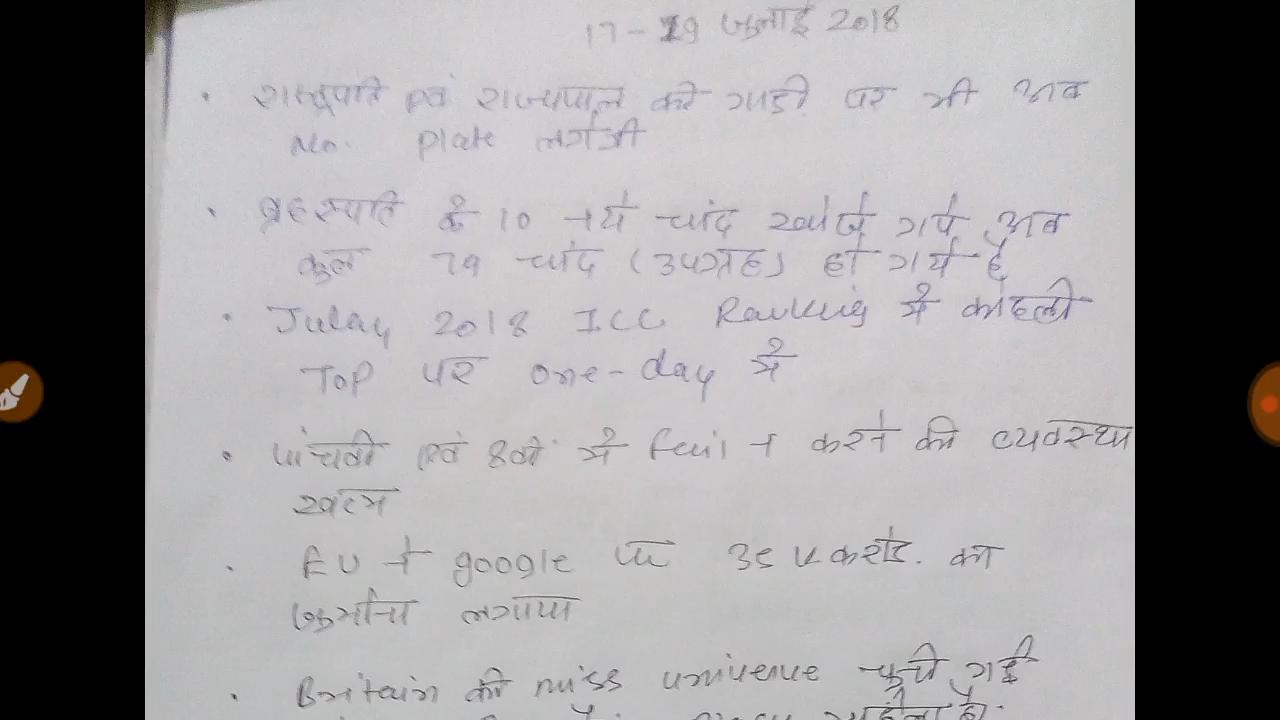 17-19 जुलाई 2018
• राष्ट्रपति एवं राज्यपाल की गाडी पर भी अब
No. Plate लगेगी
• ब्रहस्पति के 10 नये चांद खोजे गये अब
कुल 79 चांद (उपग्रह) हो गये है
• Julay 2018 ICC Ranking में कोहली
Top पर one-day में
• पांचवी एवं 8वी में fail न करने की व्यवस्था
खत्म
• EU ने google पर 35 K करोड. का
जुर्माना लगाया
• Britain की miss universe चुनी गई